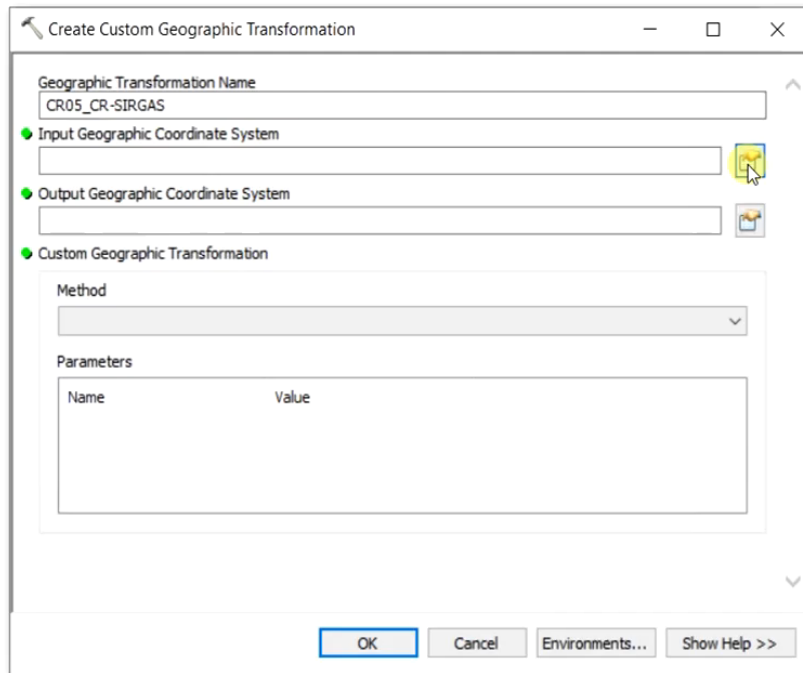 Create Custom Geographic Transformation
Geographic Transformation Name
CR05_CR-SIRGAS
Input Geographic Coordinate System
Output Geographic Coordinate System
Custom Geographic Transformation
Method
Parameters
Name Value
OK Cancel Environments... Show Help >>